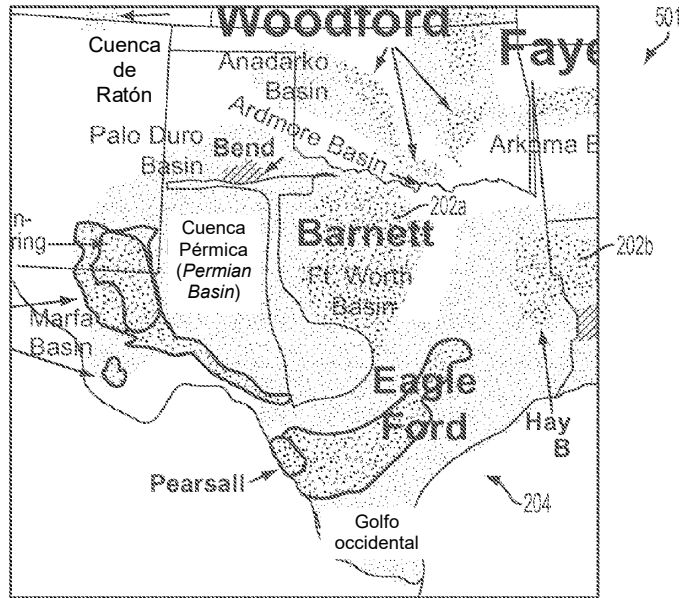 Woodford
501
Cuenca
de
Ratón
Anadarko
Basin
Faye
Palo Duro
Basin
Bend
Ardmore Basin
Arkoma B
202a
Barnett
Cuenca
Pérmica
(Permian
Basin)
202b
n-
ring
Ft. Worth
Basin
Marfa
Basin
Eagle
Ford
Hay
B
Pearsall
204
Golfo
occidental